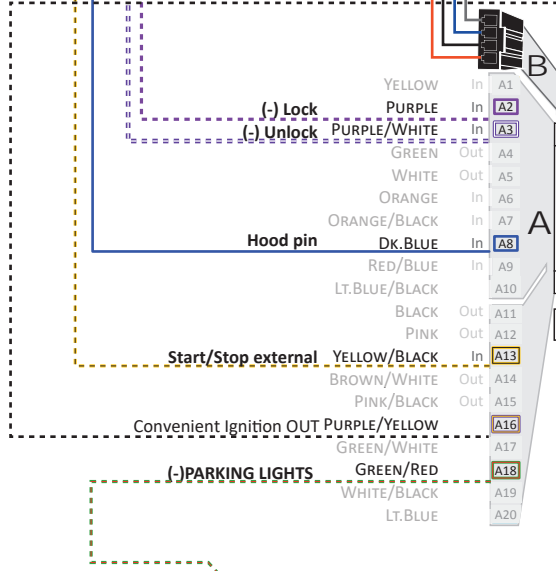 B
YELLOW In A1
(-) Lock PURPLE In A2
(-) Unlock PURPLE/WHITE In A3
GREEN Out A4
WHITE Out A5
ORANGE In A6
ORANGE/BLACK In A7
A
Hood pin DK.BLUE In A8
RED/BLUE In A9
LT.BLUE/BLACK A10
BLACK Out A11
PINK Out A12
Start/Stop external YELLOW/BLACK In A13
BROWN/WHITE Out A14
PINK/BLACK Out A15
Convenient Ignition OUT PURPLE/YELLOW A16
GREEN/WHITE A17
(-)PARKING LIGHTS GREEN/RED A18
WHITE/BLACK A19
LT.BLUE A20